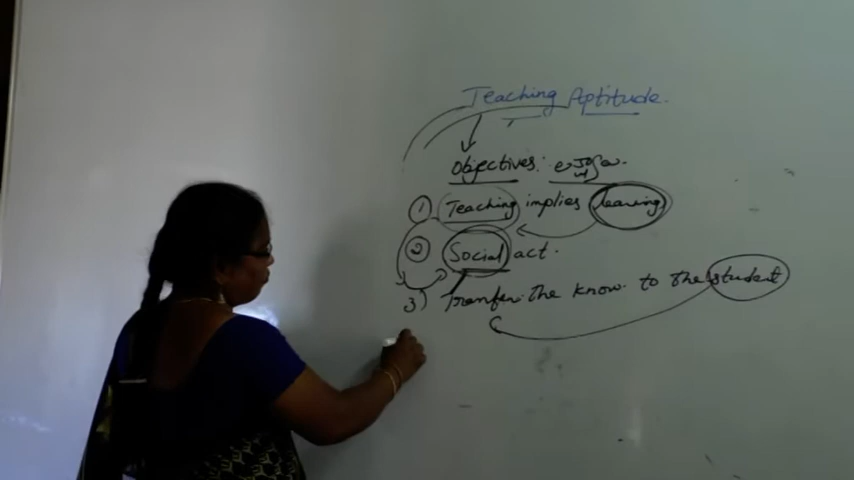 Teaching Aptitude.
Objectives:
① Teaching implies learning
② Social act.
3) Transfer the know. to the student